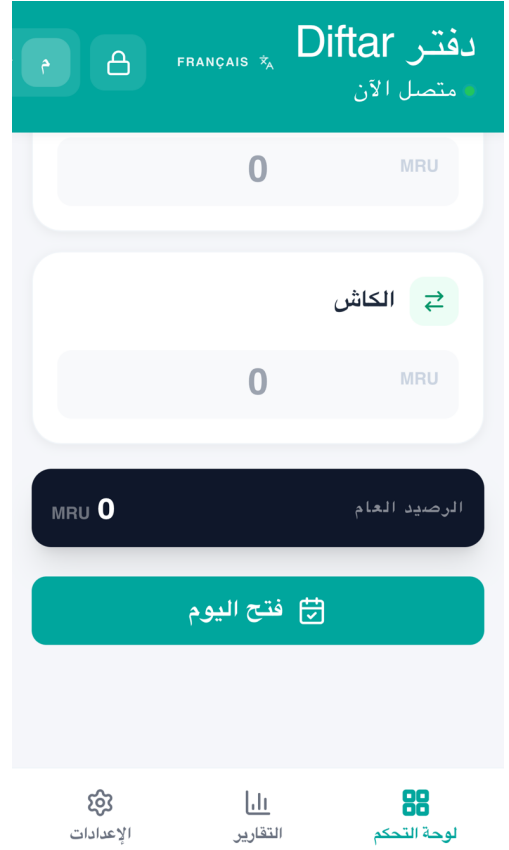 دفتر Diftar
متصل الآن
FRANÇAIS
م
MRU 0
الكاش
MRU 0
الرصيد العام
0 MRU
فتح اليوم
لوحة التحكم
التقارير
الإعدادات